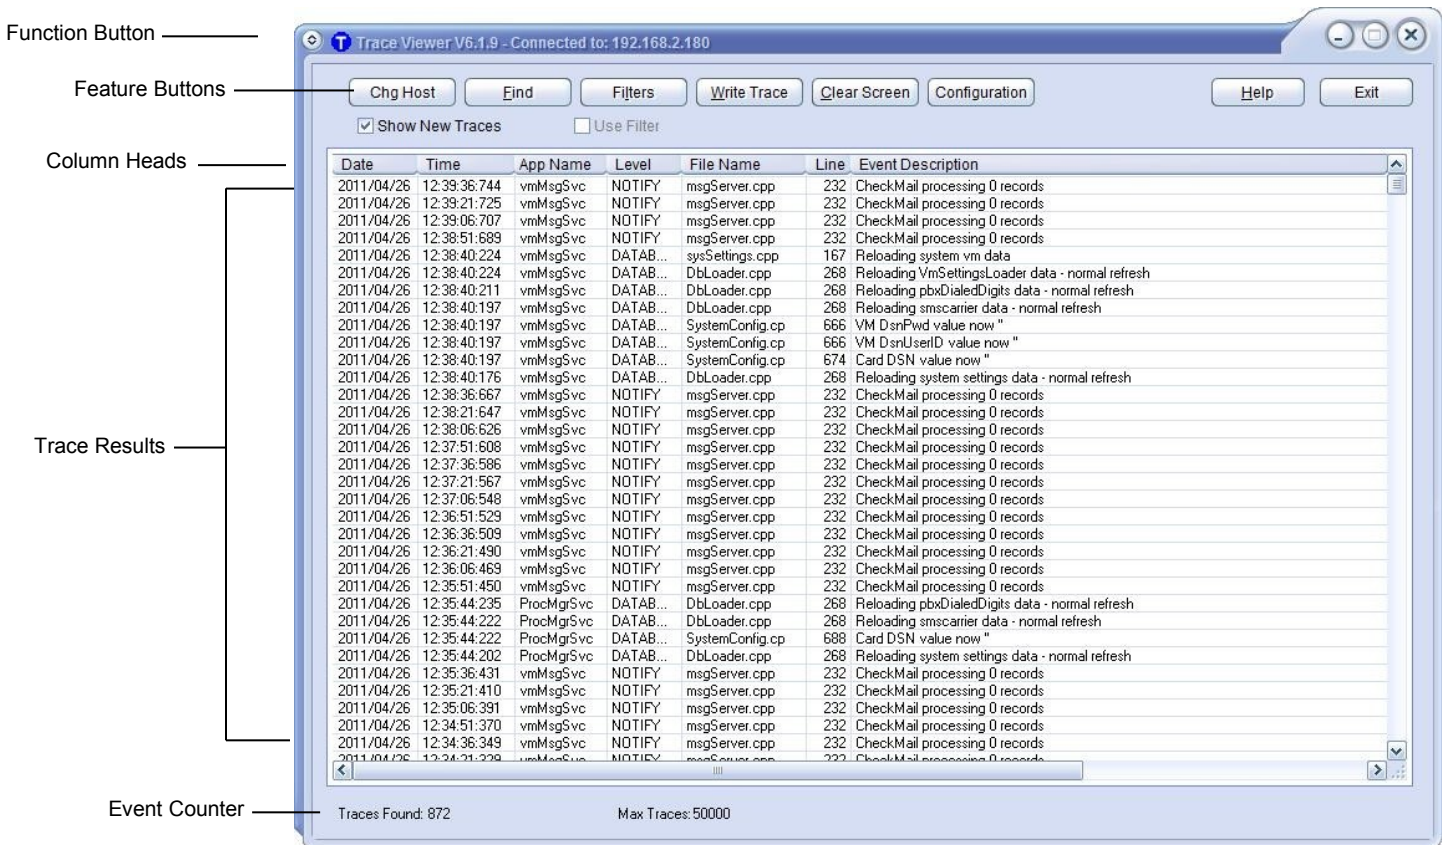 Function Button
Trace Viewer V6.1.9 - Connected to: 192.168.2.180
Feature Buttons
Chg Host Find Filters Write Trace Clear Screen Configuration Help Exit
Show New Traces Use Filter
Column Heads
Date Time App Name Level File Name Line Event Description
2011/04/26 12:39:36:744 vmMsgSvc NOTIFY msgServer.cpp 232 CheckMail processing 0 records
2011/04/26 12:39:21:725 vmMsgSvc NOTIFY msgServer.cpp 232 CheckMail processing 0 records
2011/04/26 12:39:06:707 vmMsgSvc NOTIFY msgServer.cpp 232 CheckMail processing 0 records
2011/04/26 12:38:51:689 vmMsgSvc NOTIFY msgServer.cpp 232 CheckMail processing 0 records
2011/04/26 12:38:40:224 vmMsgSvc DATAB... sysSettings.cpp 167 Reloading system vm data
2011/04/26 12:38:40:224 vmMsgSvc DATAB... DbLoader.cpp 268 Reloading VmSettingsLoader data - normal refresh
2011/04/26 12:38:40:211 vmMsgSvc DATAB... DbLoader.cpp 268 Reloading pbxDialedDigits data - normal refresh
2011/04/26 12:38:40:197 vmMsgSvc DATAB... DbLoader.cpp 268 Reloading smscarrier data - normal refresh
2011/04/26 12:38:40:197 vmMsgSvc DATAB... SystemConfig.cp 666 VM DsnPwd value now ''
2011/04/26 12:38:40:197 vmMsgSvc DATAB... SystemConfig.cp 666 VM DsnUserID value now ''
2011/04/26 12:38:40:197 vmMsgSvc DATAB... SystemConfig.cp 674 Card DSN value now ''
2011/04/26 12:38:40:176 vmMsgSvc DATAB... DbLoader.cpp 268 Reloading system settings data - normal refresh
2011/04/26 12:38:36:667 vmMsgSvc NOTIFY msgServer.cpp 232 CheckMail processing 0 records
2011/04/26 12:38:21:647 vmMsgSvc NOTIFY msgServer.cpp 232 CheckMail processing 0 records
2011/04/26 12:38:06:626 vmMsgSvc NOTIFY msgServer.cpp 232 CheckMail processing 0 records
Trace Results
2011/04/26 12:37:51:608 vmMsgSvc NOTIFY msgServer.cpp 232 CheckMail processing 0 records
2011/04/26 12:37:36:586 vmMsgSvc NOTIFY msgServer.cpp 232 CheckMail processing 0 records
2011/04/26 12:37:21:567 vmMsgSvc NOTIFY msgServer.cpp 232 CheckMail processing 0 records
2011/04/26 12:37:06:548 vmMsgSvc NOTIFY msgServer.cpp 232 CheckMail processing 0 records
2011/04/26 12:36:51:529 vmMsgSvc NOTIFY msgServer.cpp 232 CheckMail processing 0 records
2011/04/26 12:36:36:509 vmMsgSvc NOTIFY msgServer.cpp 232 CheckMail processing 0 records
2011/04/26 12:36:21:490 vmMsgSvc NOTIFY msgServer.cpp 232 CheckMail processing 0 records
2011/04/26 12:36:06:469 vmMsgSvc NOTIFY msgServer.cpp 232 CheckMail processing 0 records
2011/04/26 12:35:51:450 vmMsgSvc NOTIFY msgServer.cpp 232 CheckMail processing 0 records
2011/04/26 12:35:44:235 ProcMgrSvc DATAB... DbLoader.cpp 268 Reloading pbxDialedDigits data - normal refresh
2011/04/26 12:35:44:222 ProcMgrSvc DATAB... DbLoader.cpp 268 Reloading smscarrier data - normal refresh
2011/04/26 12:35:44:222 ProcMgrSvc DATAB... SystemConfig.cp 688 Card DSN value now ''
2011/04/26 12:35:44:202 ProcMgrSvc DATAB... DbLoader.cpp 268 Reloading system settings data - normal refresh
2011/04/26 12:35:36:431 vmMsgSvc NOTIFY msgServer.cpp 232 CheckMail processing 0 records
2011/04/26 12:35:21:410 vmMsgSvc NOTIFY msgServer.cpp 232 CheckMail processing 0 records
2011/04/26 12:35:06:391 vmMsgSvc NOTIFY msgServer.cpp 232 CheckMail processing 0 records
2011/04/26 12:34:51:370 vmMsgSvc NOTIFY msgServer.cpp 232 CheckMail processing 0 records
2011/04/26 12:34:36:349 vmMsgSvc NOTIFY msgServer.cpp 232 CheckMail processing 0 records
2011/04/26 12:34:21:329 vmMsgSvc NOTIFY msgServer.cpp 232 CheckMail processing 0 records
Event Counter
Traces Found: 872 Max Traces: 50000